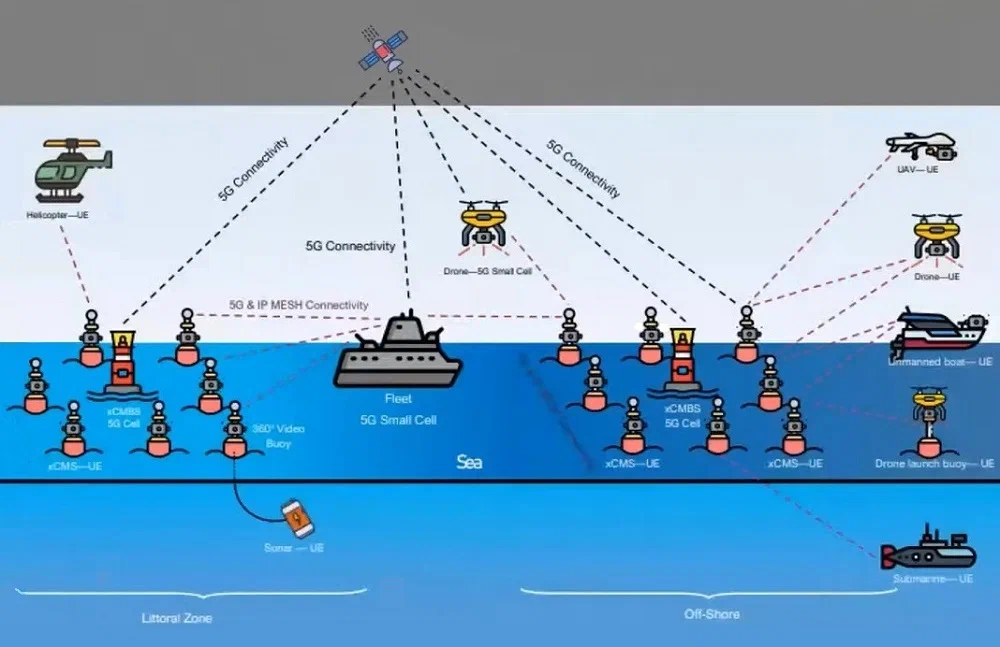 5G Connectivity
5G Connectivity
5G Connectivity
UAV—UE
Helicopter—UE
Drone—5G Small Cell
Drone—UE
5G & IP MESH Connectivity
Unmanned boat—UE
Fleet
5G Small Cell
xCMBS
5G Cell
xCMBS
5G Cell
360° Video
Buoy
xCMS—UE
Sea
xCMS—UE
xCMS—UE
Drone launch buoy—UE
Sonar — UE
Submarine—UE
Littoral Zone
Off-Shore